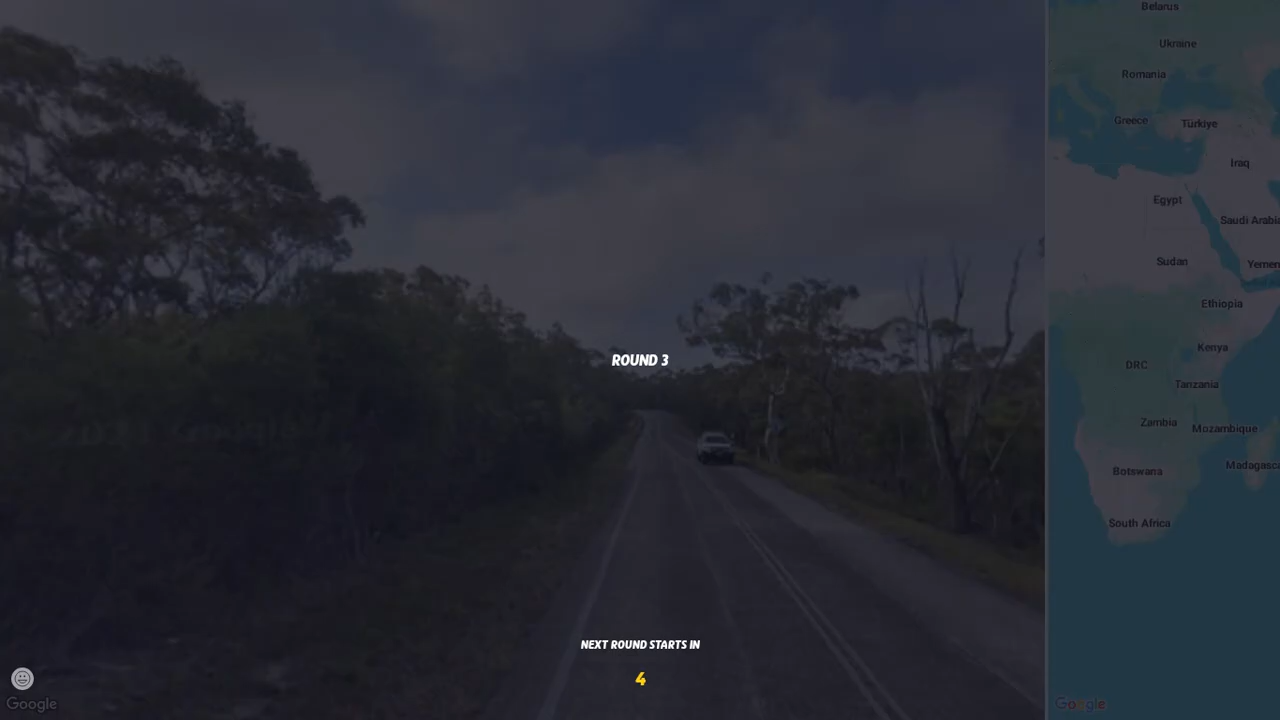 ROUND 3
NEXT ROUND STARTS IN
4
Google
Belarus
Ukraine
Romania
Greece
Türkiye
Iraq
Egypt
Saudi Arabi
Sudan
Yemen
Ethiopia
Kenya
DRC
Tanzania
Zambia
Mozambique
Madagasca
Botswana
South Africa
Google